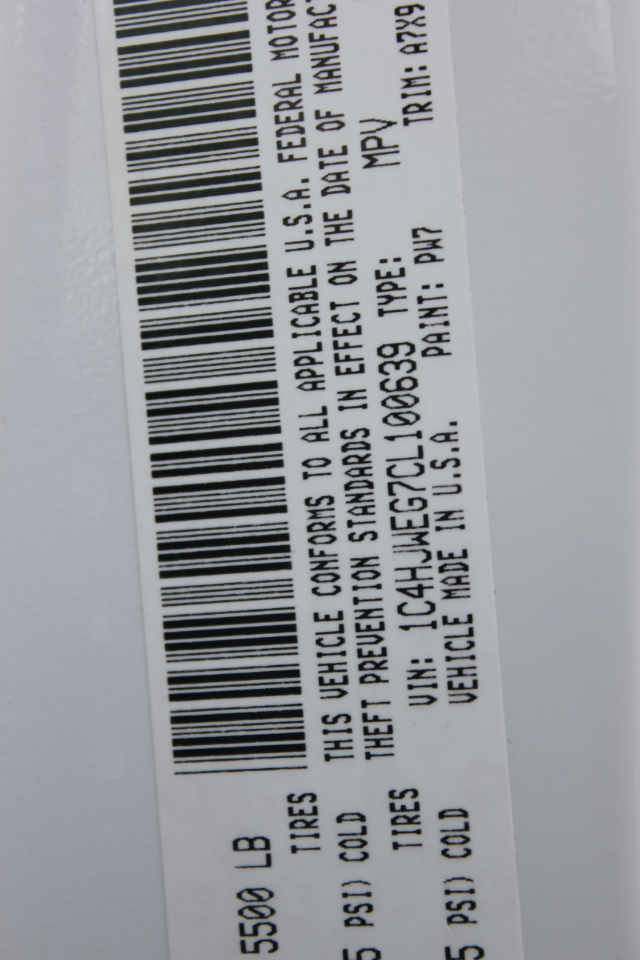 5500 LB
TIRES
5 PSI) COLD
TIRES
5 PSI) COLD
THIS VEHICLE CONFORMS TO ALL APPLICABLE U.S.A. FEDERAL MOTOR
THEFT PREVENTION STANDARDS IN EFFECT ON THE DATE OF MANUFAC
VIN: 1C4HJWEG7CL100639 TYPE: MPV
VEHICLE MADE IN U.S.A. PAINT: PW7 TRIM: A7X9